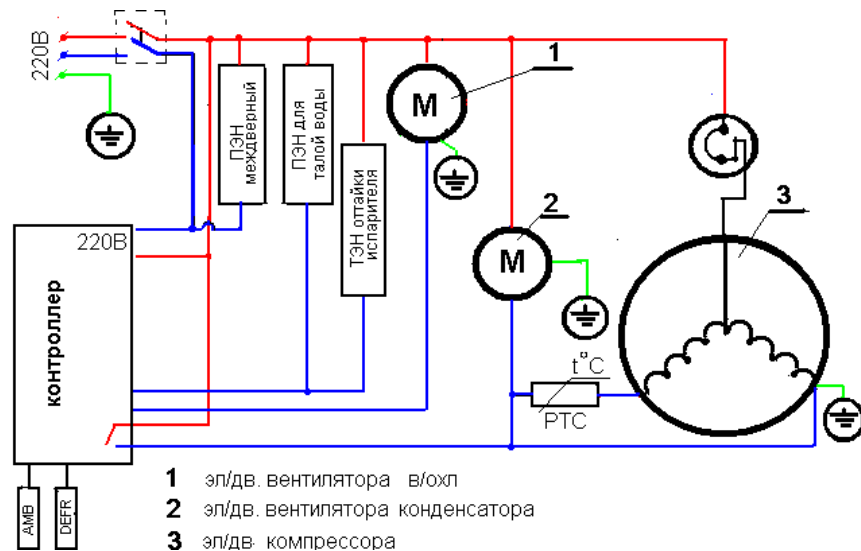 220В
1
ПЭН
междверный
ПЭН для
талой воды
ТЭН оттайки
испарителя
М
2
М
3
220В
контроллер
t°C
РТС
AMB
DEFR
1 эл/дв. вентилятора в/охл
2 эл/дв. вентилятора конденсатора
3 эл/дв. компрессора